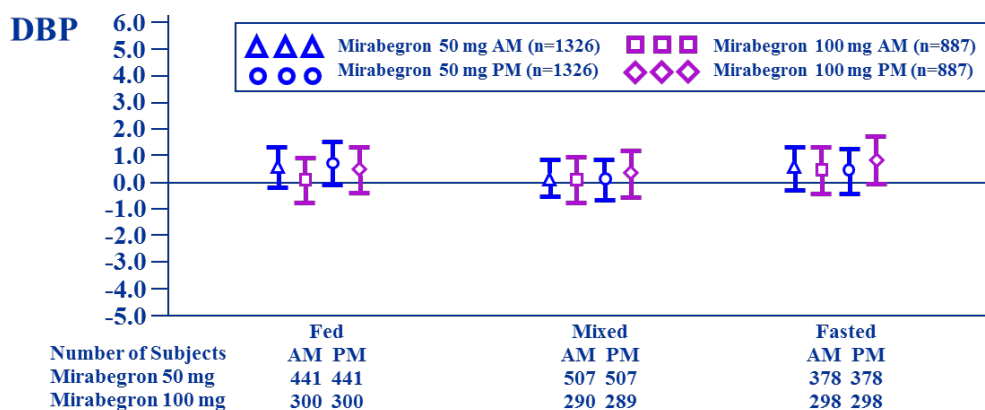 DBP
6.0
5.0
4.0
3.0
2.0
1.0
0.0
-1.0
-2.0
-3.0
-4.0
-5.0
Mirabegron 50 mg AM (n=1326) Mirabegron 100 mg AM (n=887)
Mirabegron 50 mg PM (n=1326) Mirabegron 100 mg PM (n=887)
Fed Mixed Fasted
Number of Subjects AM PM AM PM AM PM
Mirabegron 50 mg 441 441 507 507 378 378
Mirabegron 100 mg 300 300 290 289 298 298